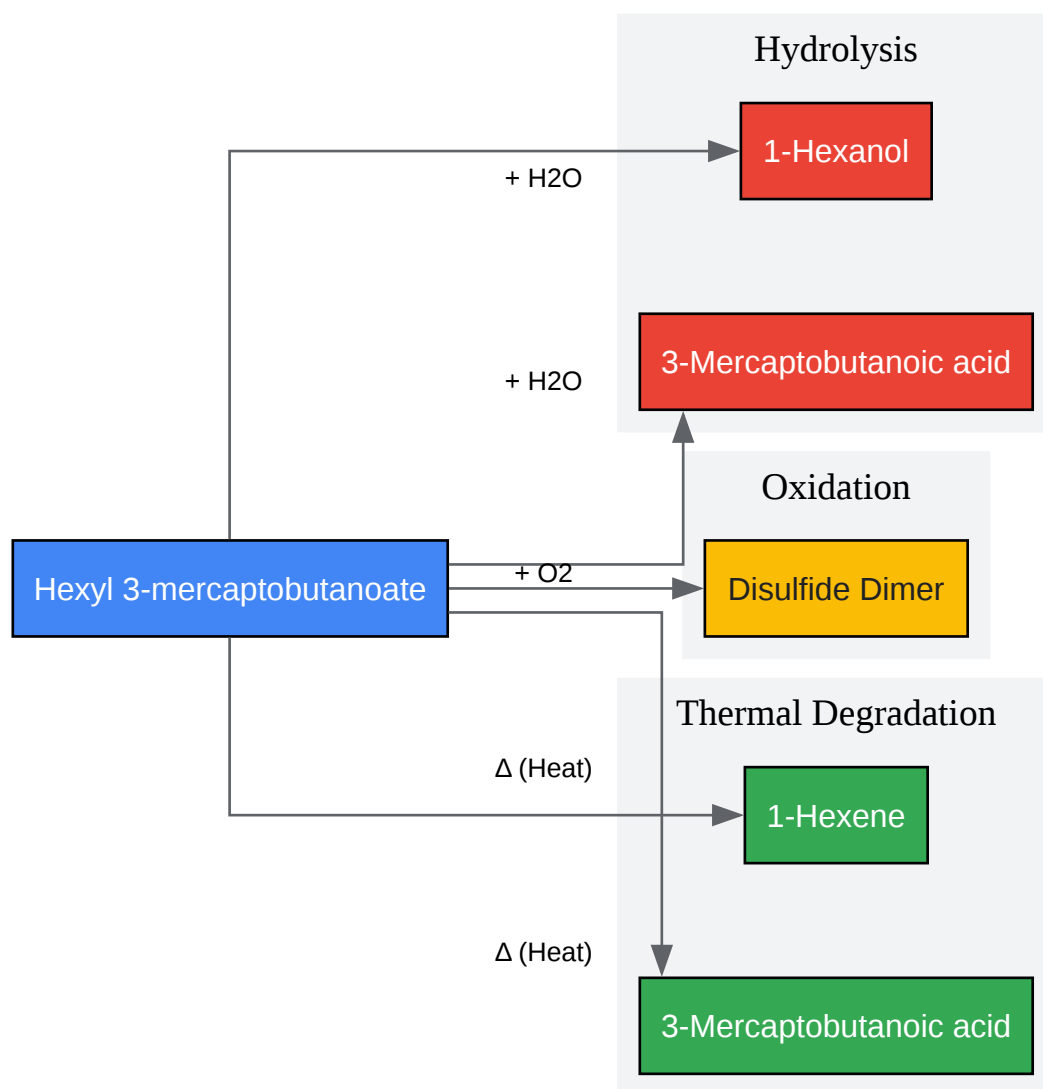 Hydrolysis
1-Hexanol
+ H2O
3-Mercaptobutanoic acid
+ H2O
Oxidation
+ O2
Hexyl 3-mercaptobutanoate
Disulfide Dimer
Thermal Degradation
Δ (Heat)
1-Hexene
Δ (Heat)
3-Mercaptobutanoic acid